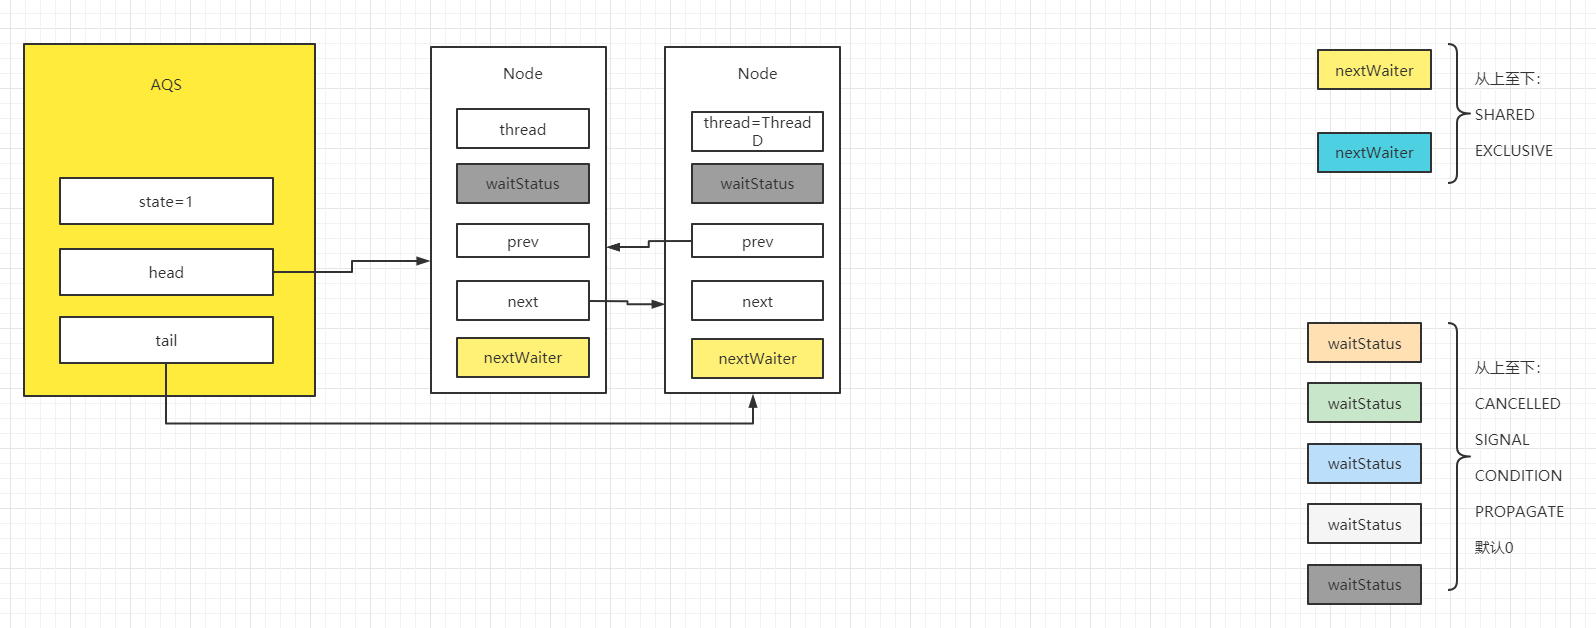 AQS
state=1
head
tail
Node
thread
waitStatus
prev
next
nextWaiter
Node
thread=Thread
D
waitStatus
prev
next
nextWaiter
nextWaiter
nextWaiter
从上至下：
SHARED
EXCLUSIVE
waitStatus
waitStatus
waitStatus
waitStatus
waitStatus
从上至下：
CANCELLED
SIGNAL
CONDITION
PROPAGATE
默认0